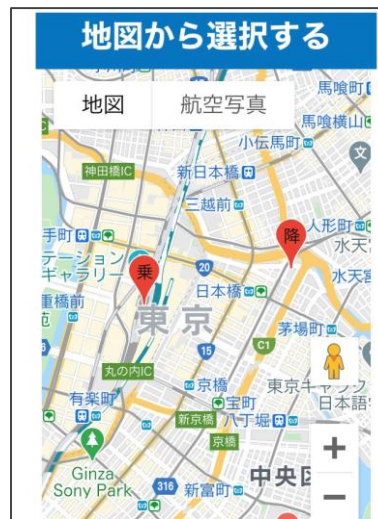 地図から選択する
地図
航空写真
馬喰町
馬喰横山
小伝馬町
神田橋IC
新日本橋
三越前
降
人形町
水天宮
手町
テーション
ギャラリー
乗
20
水天宮
重橋前
日本橋
東京
茅場町
15
C1
丸の内IC
京橋
東京
有楽町
宝町
日本語
新京橋
八丁堀
京橋
Ginza
Sony Park
中央区
316
新富町
+
−